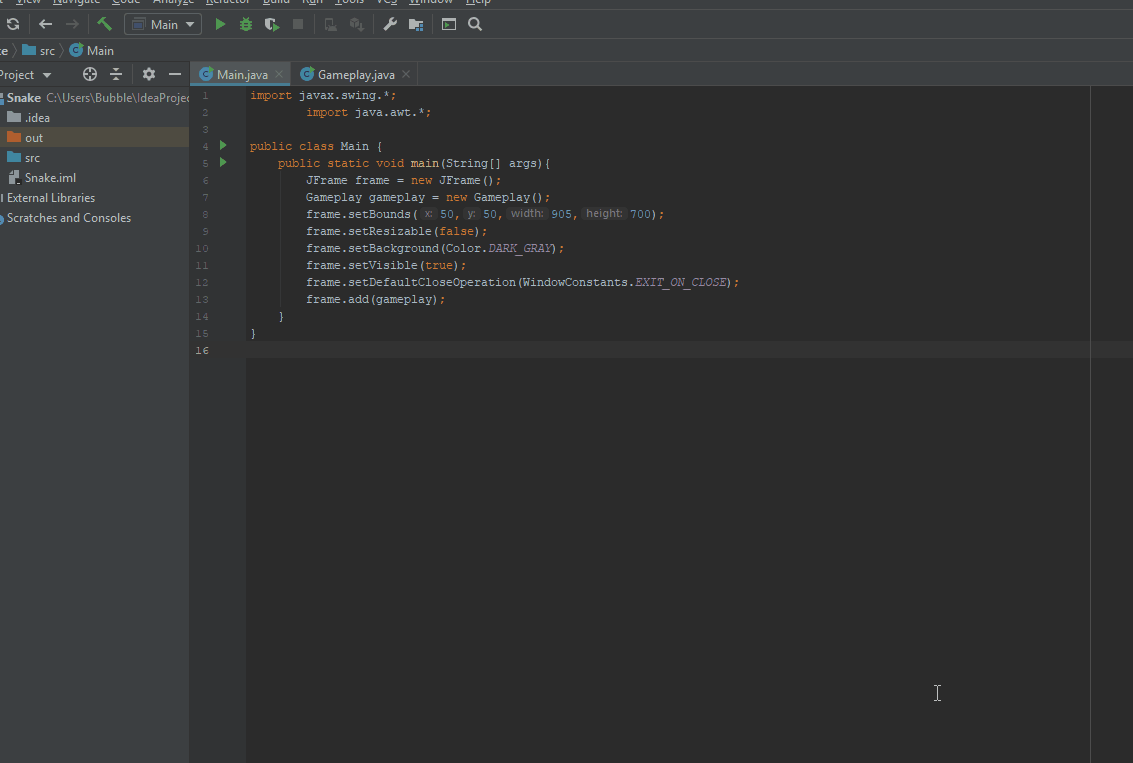 View Navigate Code Analyze Refactor Build Run Tools VCS Window Help
Main
src Main
Project
Main.java Gameplay.java
Snake C:\Users\Bubble\IdeaProjec
.idea
out
src
Snake.iml
External Libraries
Scratches and Consoles
1 import javax.swing.*;
2 import java.awt.*;
3
4 public class Main {
5 public static void main(String[] args){
6 JFrame frame = new JFrame();
7 Gameplay gameplay = new Gameplay();
8 frame.setBounds( x: 50, y: 50, width: 905, height: 700);
9 frame.setResizable(false);
10 frame.setBackground(Color.DARK_GRAY);
11 frame.setVisible(true);
12 frame.setDefaultCloseOperation(WindowConstants.EXIT_ON_CLOSE);
13 frame.add(gameplay);
14 }
15 }
16